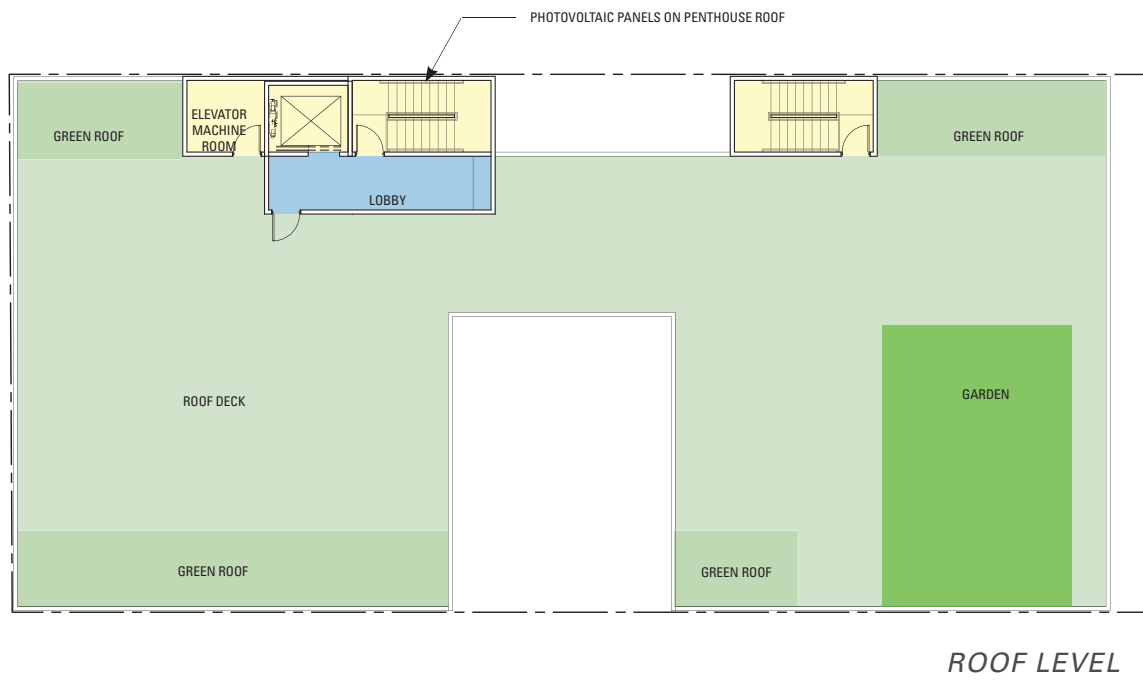 PHOTOVOLTAIC PANELS ON PENTHOUSE ROOF
GREEN ROOF
ELEVATOR
MACHINE
ROOM
GREEN ROOF
LOBBY
ROOF DECK
GARDEN
GREEN ROOF
GREEN ROOF
ROOF LEVEL